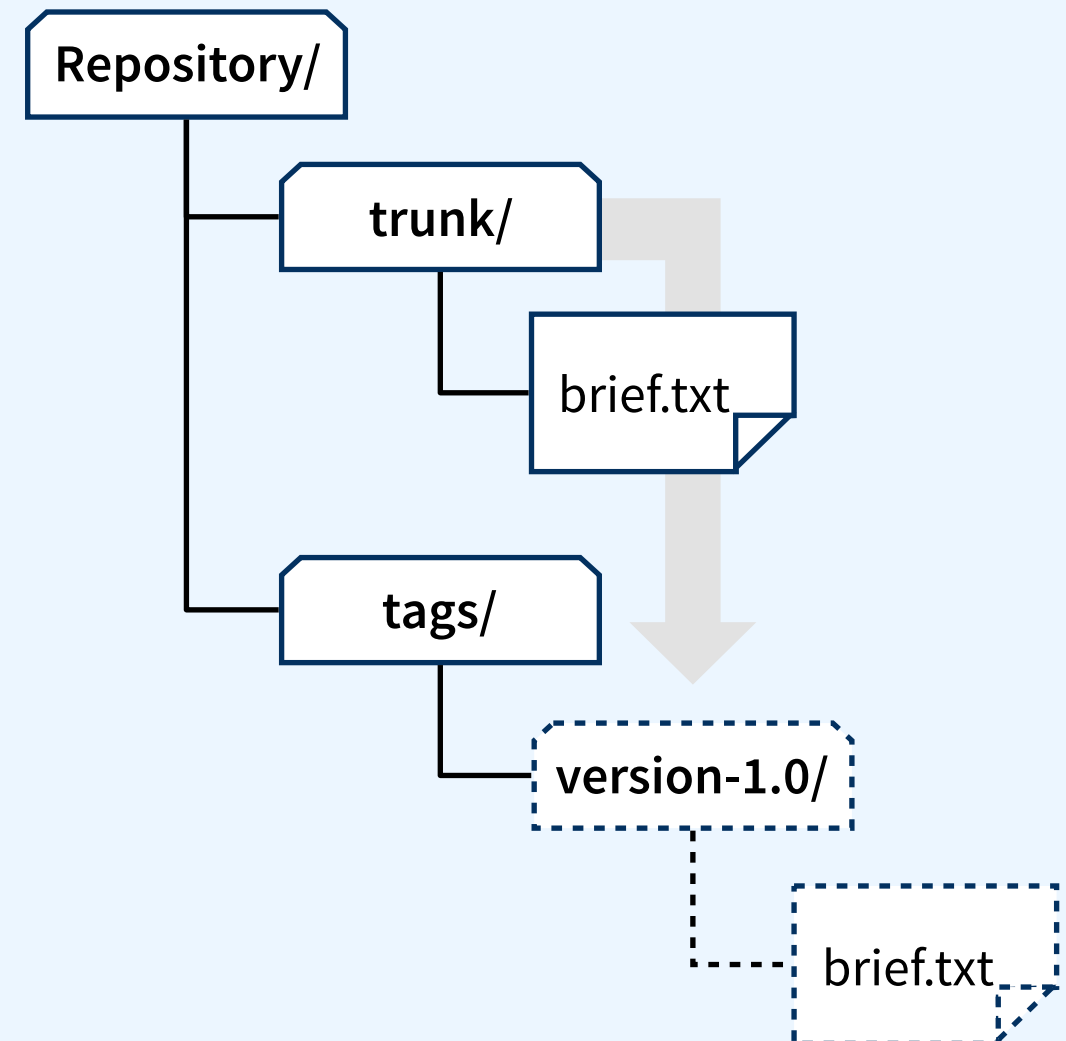 Repository/
trunk/
brief.txt
tags/
version-1.0/
brief.txt